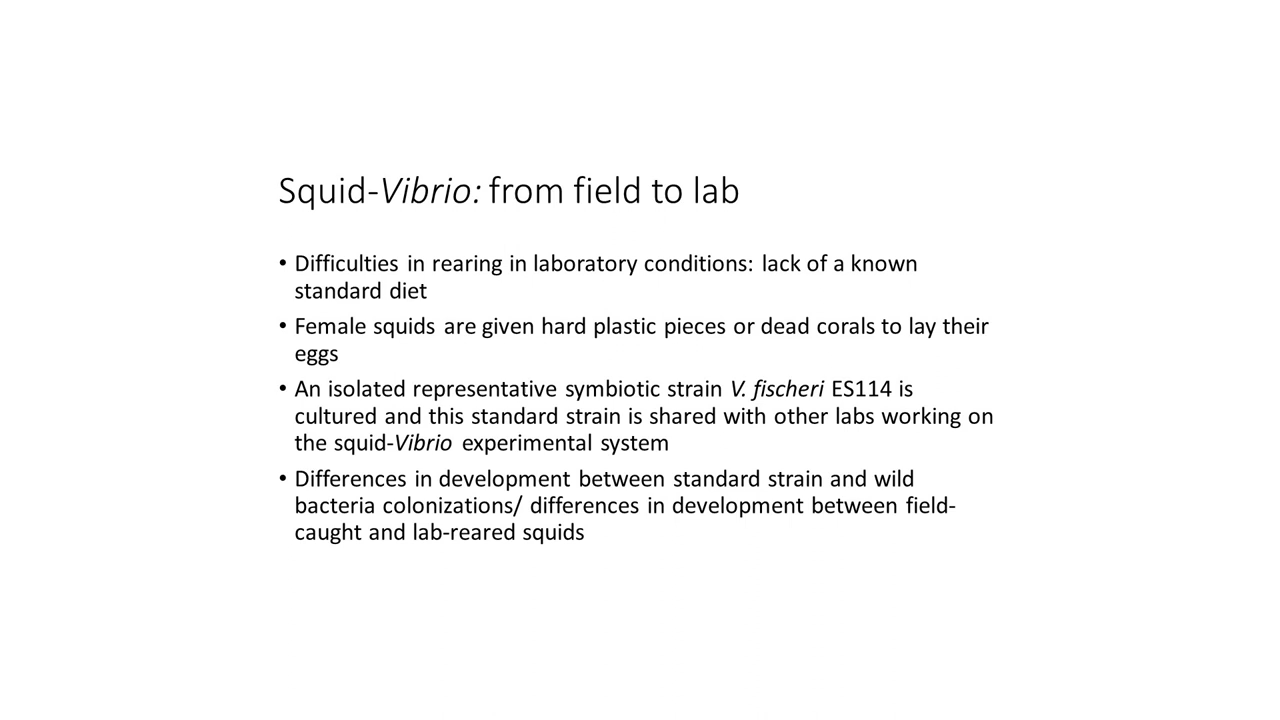 Squid-Vibrio: from field to lab
• Difficulties in rearing in laboratory conditions: lack of a known
standard diet
• Female squids are given hard plastic pieces or dead corals to lay their
eggs
• An isolated representative symbiotic strain V. fischeri ES114 is
cultured and this standard strain is shared with other labs working on
the squid-Vibrio experimental system
• Differences in development between standard strain and wild
bacteria colonizations/ differences in development between field-
caught and lab-reared squids